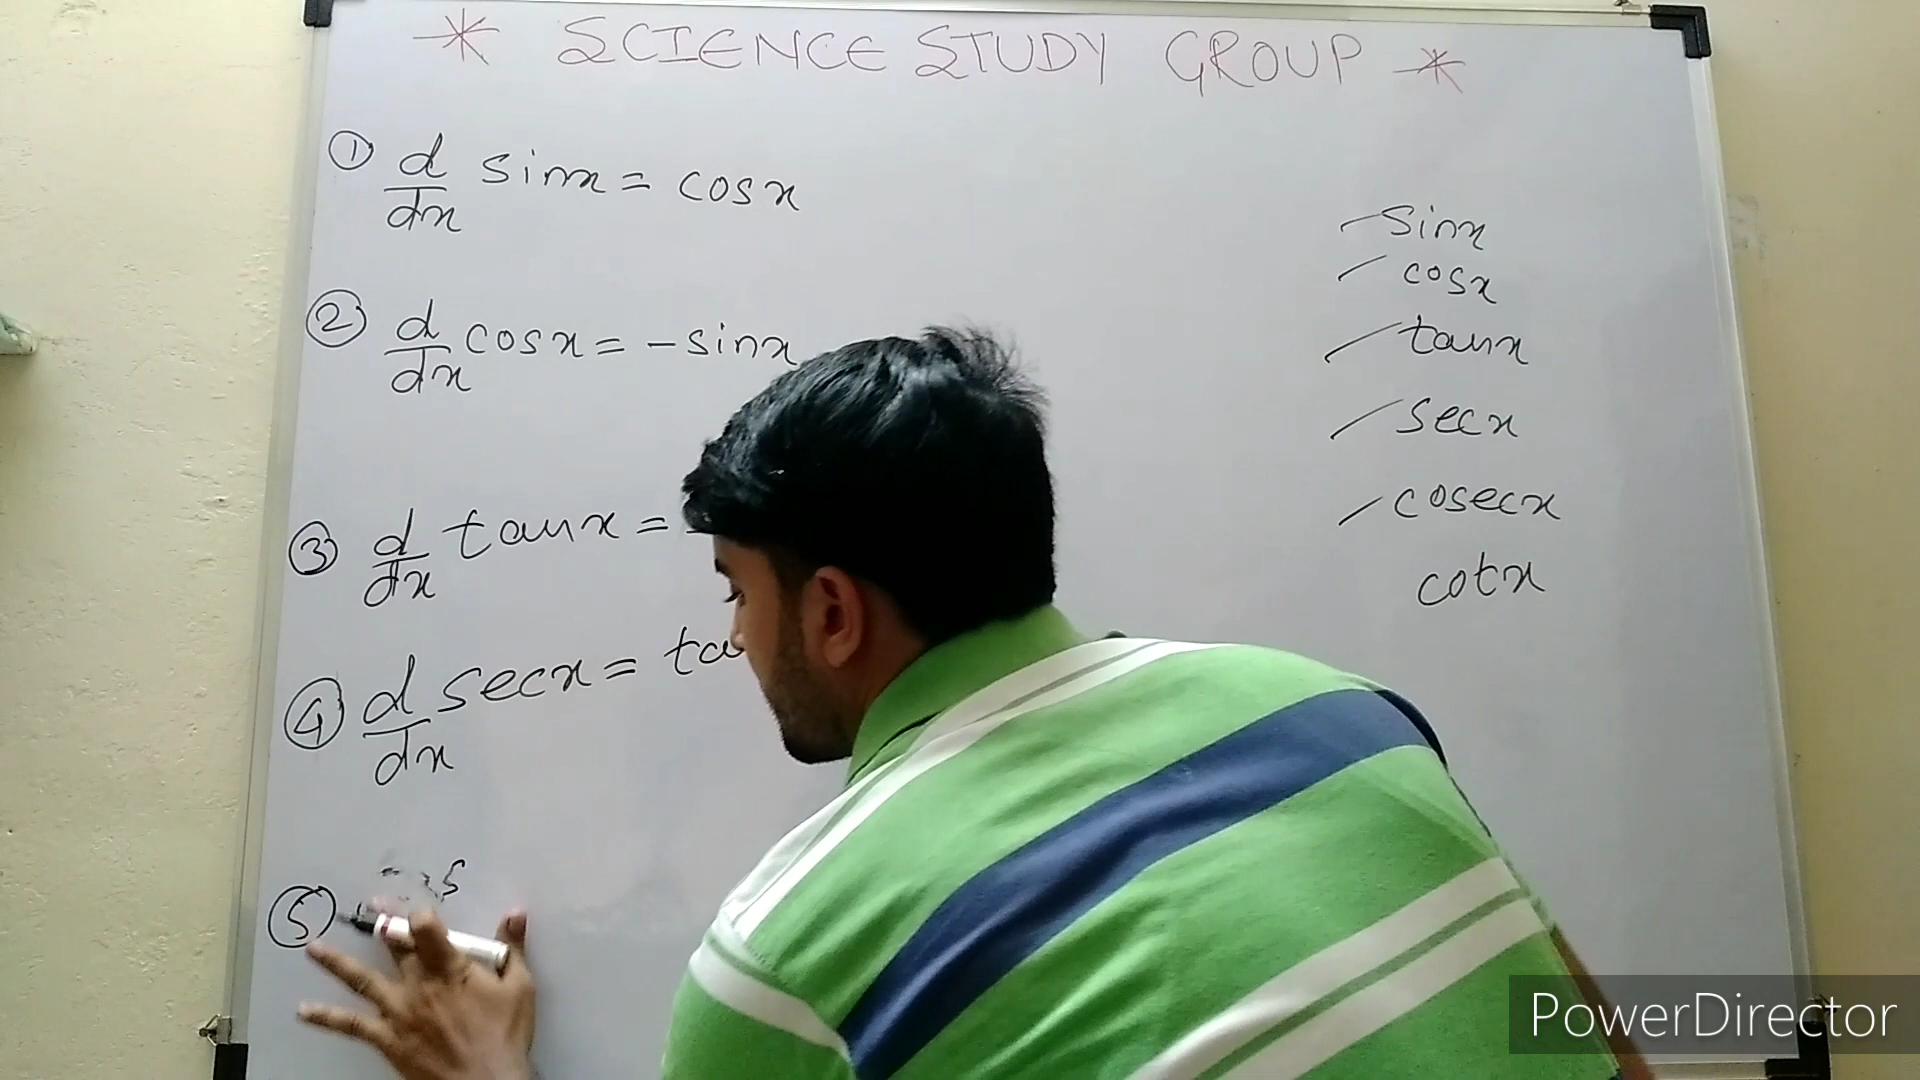 * SCIENCE STUDY GROUP *
① d/dx sinx = cosx
② d/dx cosx = -sinx
③ d/dx tanx =
④ d/dx secx =
⑤
sinx
cosx
tanx
secx
cosecx
cotx
PowerDirector